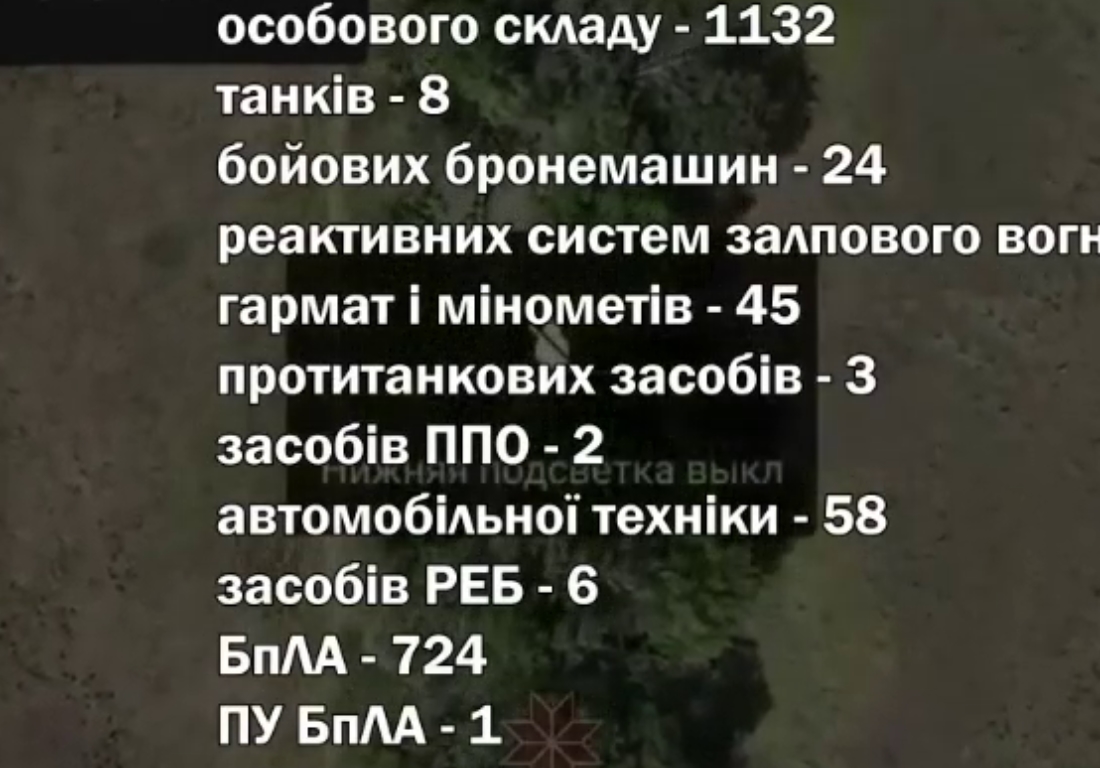 особового складу - 1132
танків - 8
бойових бронемашин - 24
реактивних систем залпового вогн
гармат і мінометів - 45
протитанкових засобів - 3
засобів ППО - 2
Нижняя подсветка выкл
автомобільної техніки - 58
засобів РЕБ - 6
БпЛА - 724
ПУ БпЛА - 1